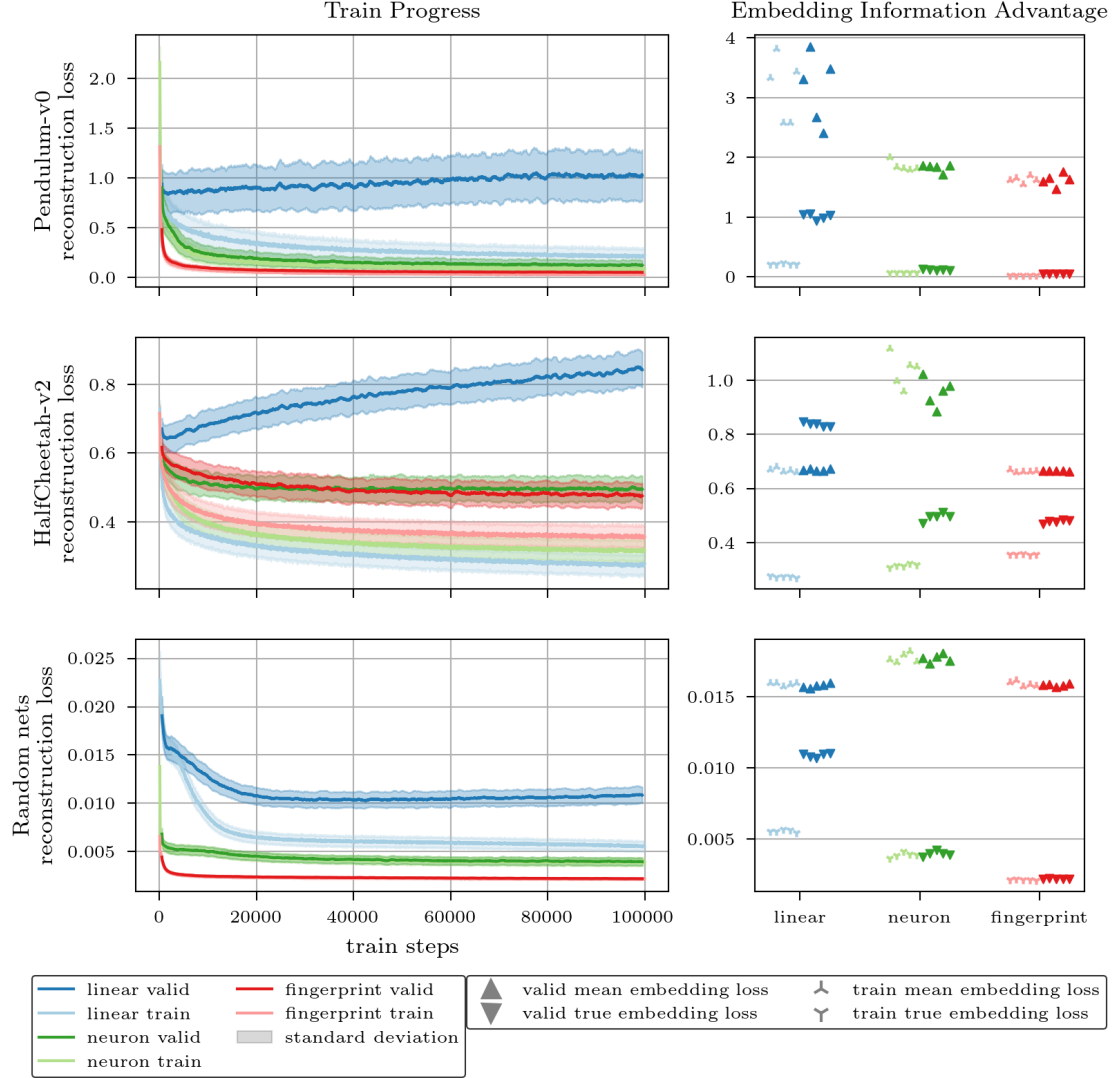 Train Progress
Embedding Information Advantage
Pendulum-v0
reconstruction loss
2.0
1.5
1.0
0.5
0.0
4
3
2
1
0
HalfCheetah-v2
reconstruction loss
0.8
0.6
0.4
1.0
0.8
0.6
0.4
Random nets
reconstruction loss
0.025
0.020
0.015
0.010
0.005
0.015
0.010
0.005
0
20000
40000
60000
80000
100000
train steps
linear
neuron
fingerprint
linear valid
linear train
neuron valid
neuron train
fingerprint valid
fingerprint train
standard deviation
valid mean embedding loss
valid true embedding loss
train mean embedding loss
train true embedding loss